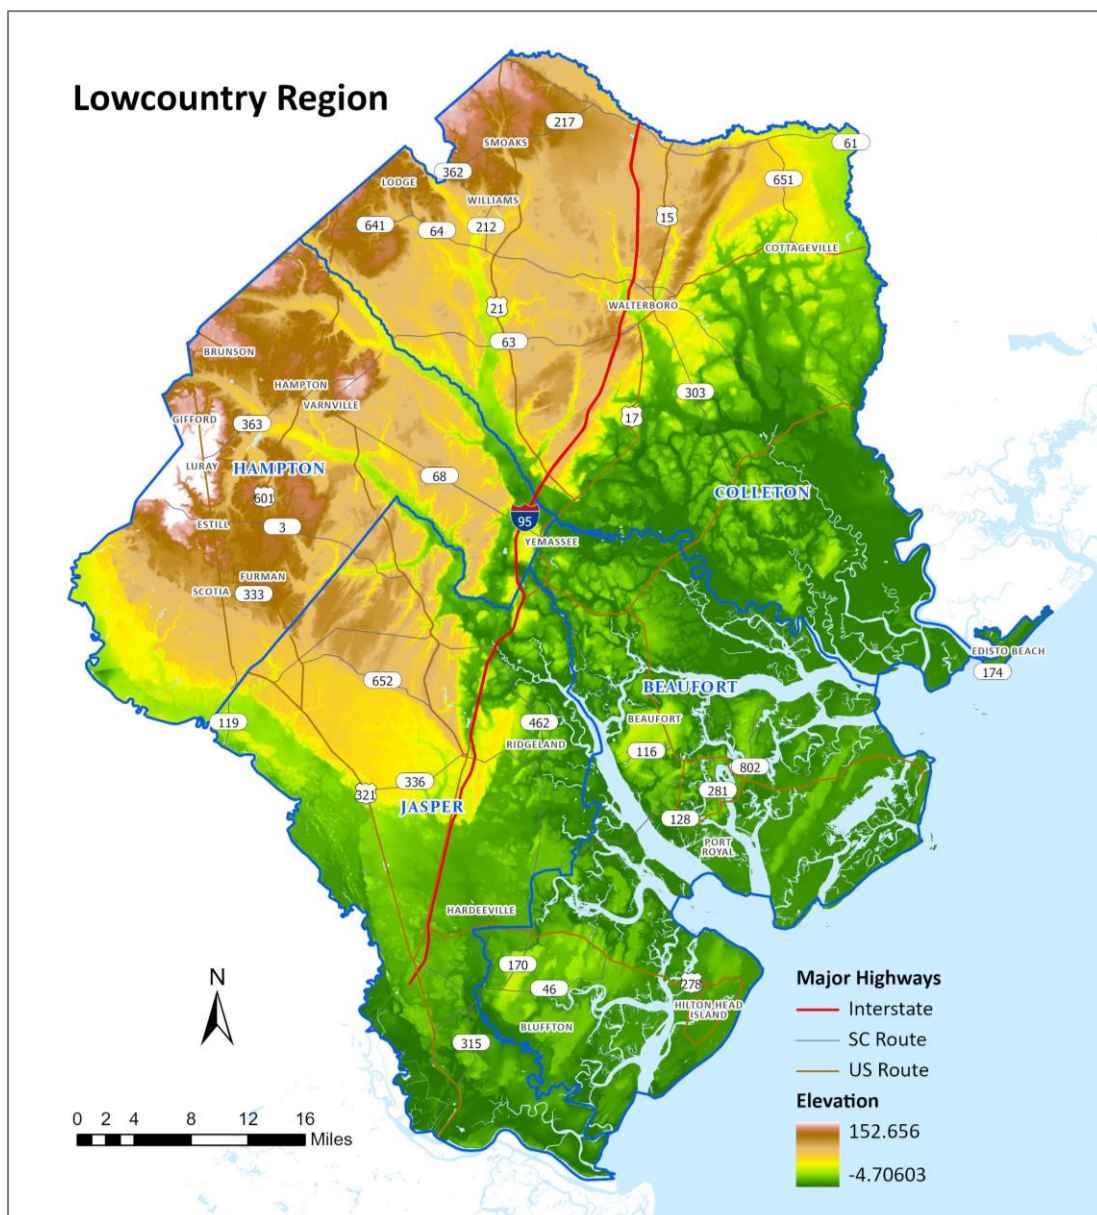 Lowcountry Region
217
61
SMOAKS
362
651
LODGE
WILLIAMS
641
64
212
15
COTTAGEVILLE
21
WALTERBORO
63
BRUNSON
HAMPTON
303
VARNVILLE
17
GIFFORD
363
LURAY
HAMPTON
68
COLLETON
601
95
ESTILL
3
YEMASSEE
FURMAN
SCOTIA
333
EDISTO BEACH
174
652
BEAUFORT
119
462
BEAUFORT
RIDGELAND
116
802
336
321
281
JASPER
128
PORT
ROYAL
HARDEEVILLE
170
278
46
HILTON HEAD
ISLAND
BLUFFTON
315
N
0 2 4 8 12 16
Miles
Major Highways
Interstate
SC Route
US Route
Elevation
152.656
-4.70603